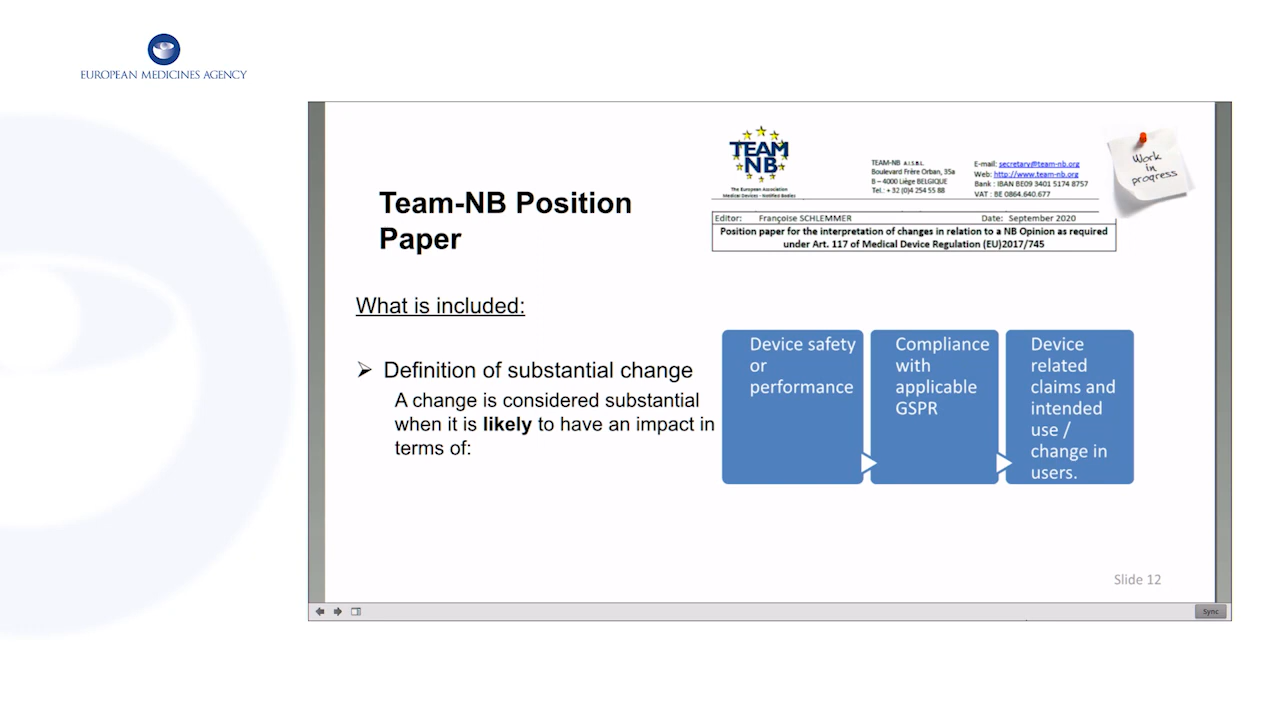 EUROPEAN MEDICINES AGENCY
TEAM
NB
The European Association
Medical Devices - Notified Bodies
TEAM-NB A.I.S.B.L.
Boulevard Frère Orban, 35a
B – 4000 Liège BELGIQUE
Tel.: + 32 (0)4 254 55 88
E-mail: secretary@team-nb.org
Web: http://www.team-nb.org
Bank : IBAN BE09 3401 5174 8757
VAT : BE 0864.640.677
Work
in
progress
Team-NB Position
Paper
Editor: Françoise SCHLEMMER Date: September 2020
Position paper for the interpretation of changes in relation to a NB Opinion as required
under Art. 117 of Medical Device Regulation (EU)2017/745
What is included:
Definition of substantial change
A change is considered substantial
when it is likely to have an impact in
terms of:
Device safety
or
performance
Compliance
with
applicable
GSPR
Device
related
claims and
intended
use /
change in
users.
Slide 12
Sync